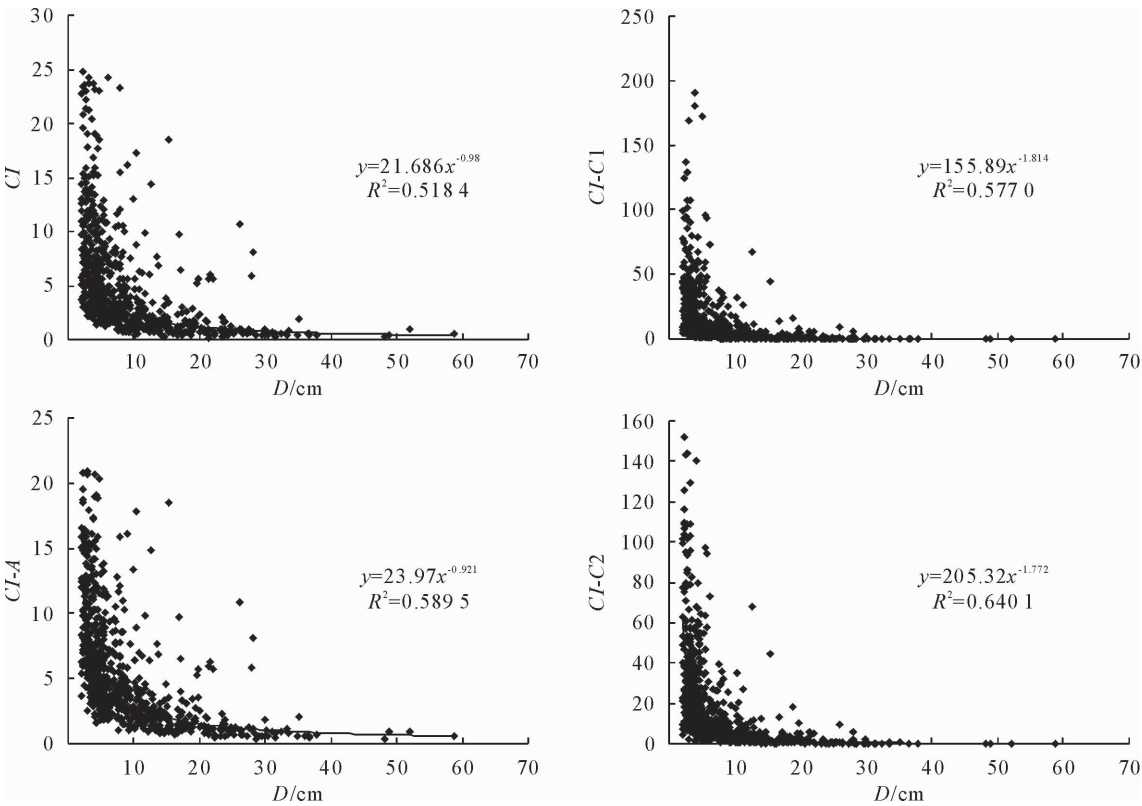 30
25
20
15
10
5
0
CI
y=21.686x^-0.98
R²=0.518 4
10 20 30 40 50 60 70
D/cm
250
200
150
100
50
0
CI-C1
y=155.89x^-1.814
R²=0.577 0
10 20 30 40 50 60 70
D/cm
25
20
15
10
5
0
CI-A
y=23.97x^-0.921
R²=0.589 5
10 20 30 40 50 60 70
D/cm
160
140
120
100
80
60
40
20
0
CI-C2
y=205.32x^-1.772
R²=0.640 1
10 20 30 40 50 60 70
D/cm